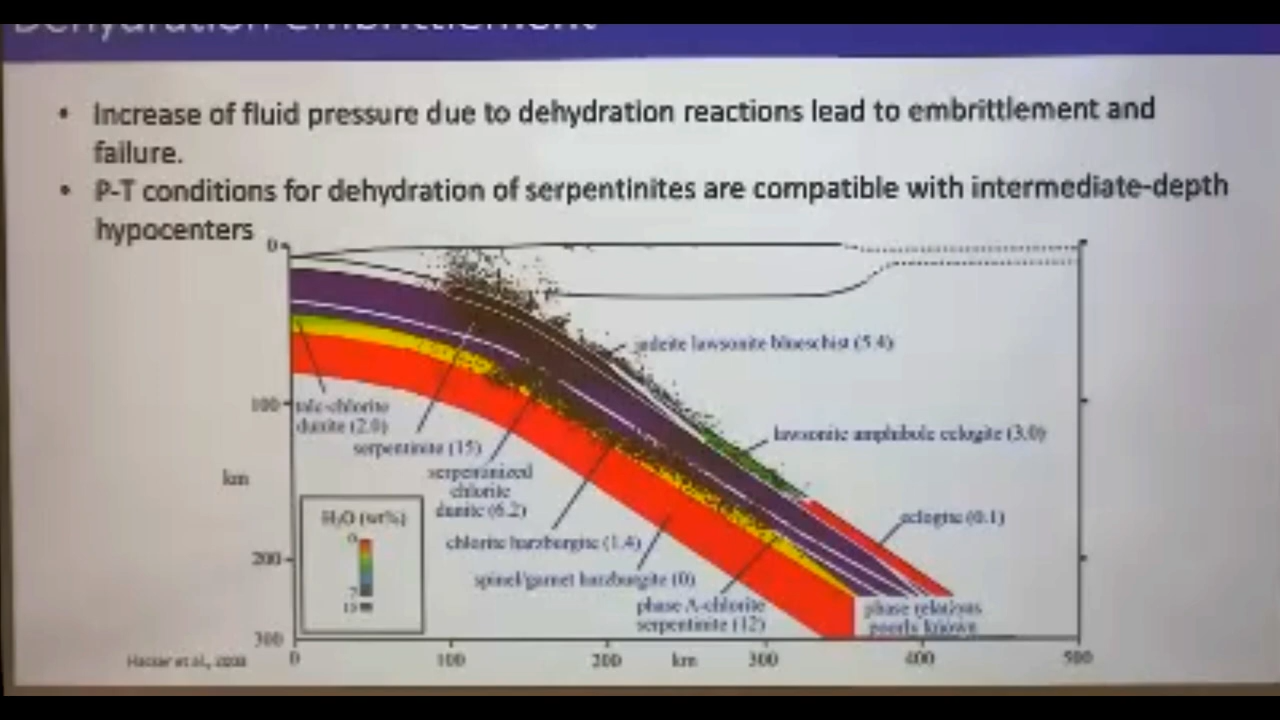 Dehydration embrittlement
• Increase of fluid pressure due to dehydration reactions lead to embrittlement and
failure.
• P-T conditions for dehydration of serpentinites are compatible with intermediate-depth
hypocenters
0
jadeite lawsonite blueschist (5.4)
100
talc-chlorite
dunite (2.0)
serpentinite (15)
lawsonite amphibole eclogite (3.0)
km
serpentinized
chlorite
dunite (6.2)
H₂O (wt%)
0
eclogite (0.1)
chlorite harzburgite (1.4)
200
spinel/garnet harzburgite (0)
phase A-chlorite
serpentinite (12)
phase relations
poorly known
300
et al.,
0 100 200 km 300 400 500